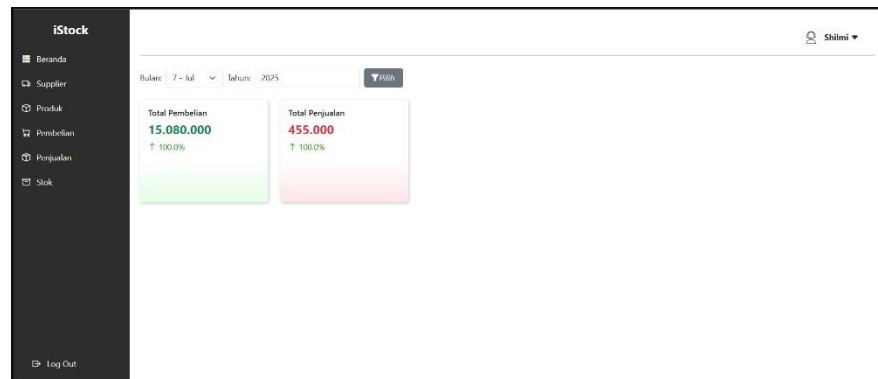 iStock
Shilmi
Beranda
Supplier
Produk
Pembelian
Penjualan
Stok
Log Out
Bulan: 7 - Jul Tahun: 2025 Pilih
Total Pembelian
15.080.000
↑ 100.0%
Total Penjualan
455.000
↑ 100.0%